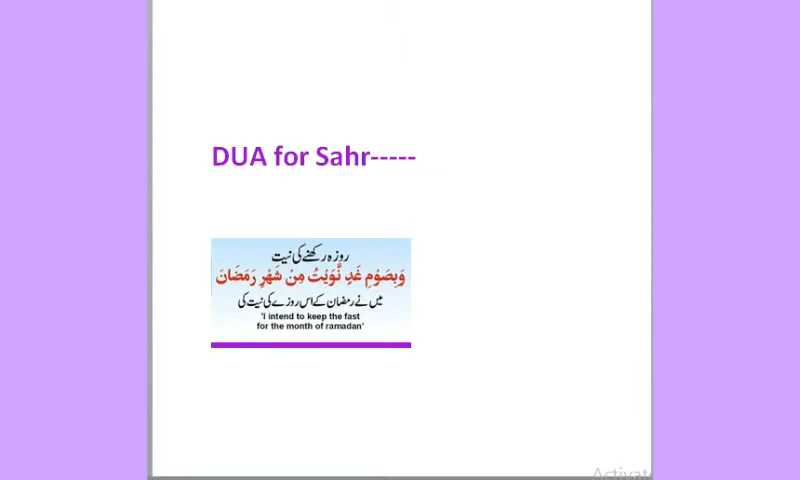 DUA for Sahr-----
روزہ رکھنے کی نیت
وَبِصَوْمِ غَدٍ نَّوَيْتُ مِنْ شَهْرِ رَمَضَانَ
میں نے رمضان کے اس روزے کی نیت کی
'I intend to keep the fast
for the month of ramadan'